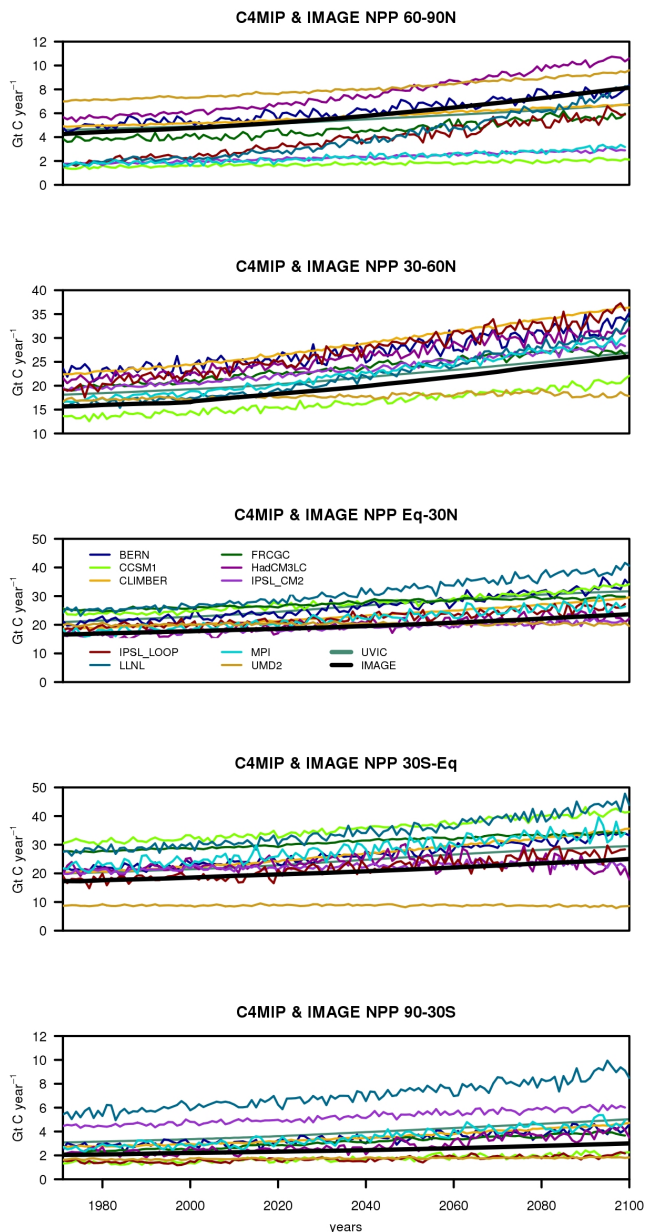 C4MIP & IMAGE NPP 60-90N
12
10
8
6
4
2
0
Gt C year⁻¹
C4MIP & IMAGE NPP 30-60N
40
35
30
25
20
15
10
Gt C year⁻¹
C4MIP & IMAGE NPP Eq-30N
50
40
30
20
10
0
Gt C year⁻¹
BERN FRCGC
CCSM1 HadCM3LC
CLIMBER IPSL_CM2
IPSL_LOOP MPI UVIC
LLNL UMD2 IMAGE
C4MIP & IMAGE NPP 30S-Eq
50
40
30
20
10
0
Gt C year⁻¹
C4MIP & IMAGE NPP 90-30S
12
10
8
6
4
2
0
Gt C year⁻¹
1980 2000 2020 2040 2060 2080 2100
years